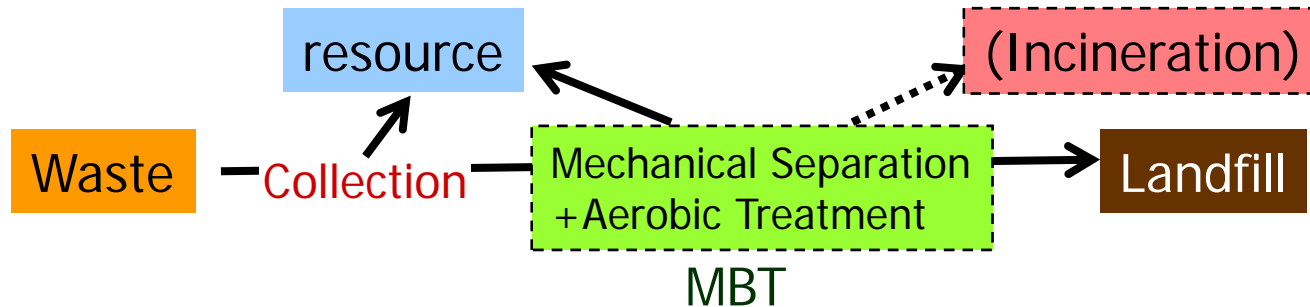 resource
(Incineration)
Waste
Collection
Mechanical Separation
+Aerobic Treatment
Landfill
MBT